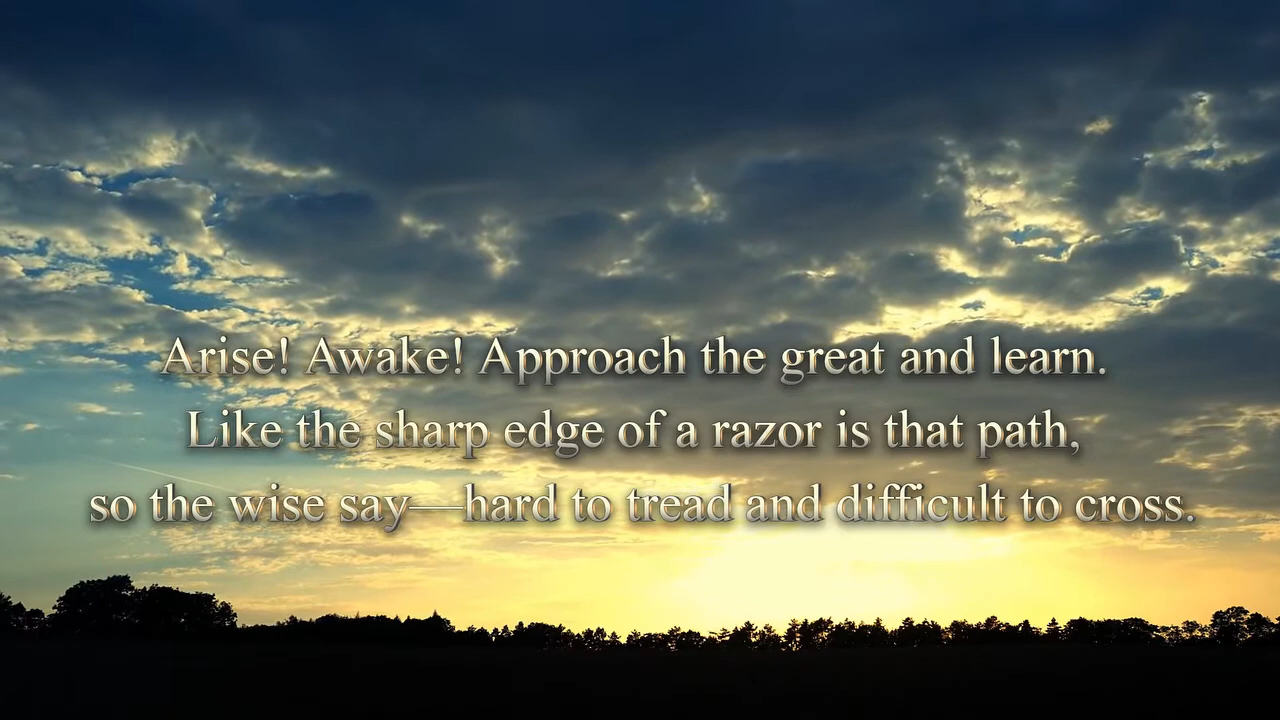 Arise! Awake! Approach the great and learn.
Like the sharp edge of a razor is that path,
so the wise say—hard to tread and difficult to cross.